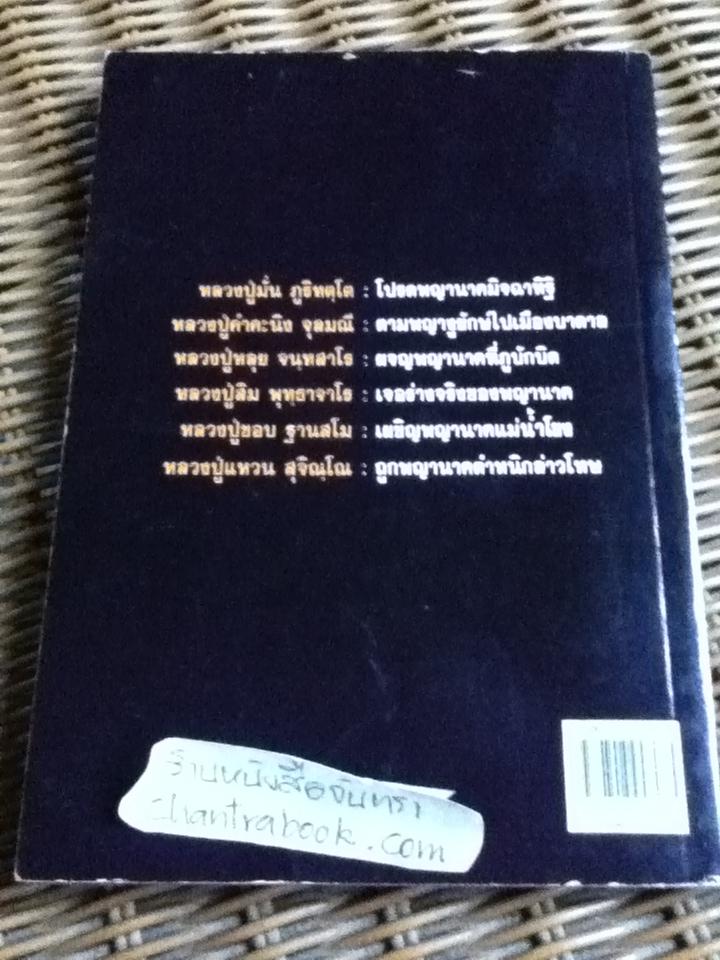 หลวงปู่มั่น ภูริทตฺโต : โปรดพญานาคมิจฉาทิฐิ
หลวงปู่คำคะนิง จุลมณี : ตามพญางูยักษ์ไปเมืองบาดาล
หลวงปู่หลุย จนฺทสาโร : ผจญพญานาคที่ภูบักบิด
หลวงปู่สิม พุทฺธาจาโร : เจอร่างจริงของพญานาค
หลวงปู่ชอบ ฐานสโม : เผชิญพญานาคแม่น้ำโขง
หลวงปู่แหวน สุจิณฺโณ : ถูกพญานาคตำหนิกล่าวโทษ
ร้านหนังสือจันทรา
chantrabook.com